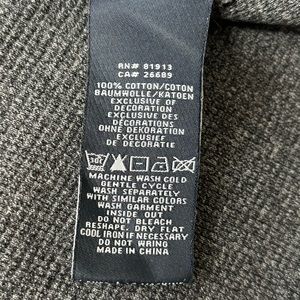 RN# 81913
CA# 26689
100% COTTON/COTON
BAUMWOLLE/KATOEN
EXCLUSIVE OF
DECORATION
EXCLUSIF DES
DÉCORATIONS
OHNE DEKORATION
EXCLUSIEF
DE DECORATIE
MACHINE WASH COLD
GENTLE CYCLE
WASH SEPARATELY
WITH SIMILAR COLORS
WASH GARMENT
INSIDE OUT
DO NOT BLEACH
RESHAPE, DRY FLAT
COOL IRON IF NECESSARY
DO NOT WRING
MADE IN
CHINA